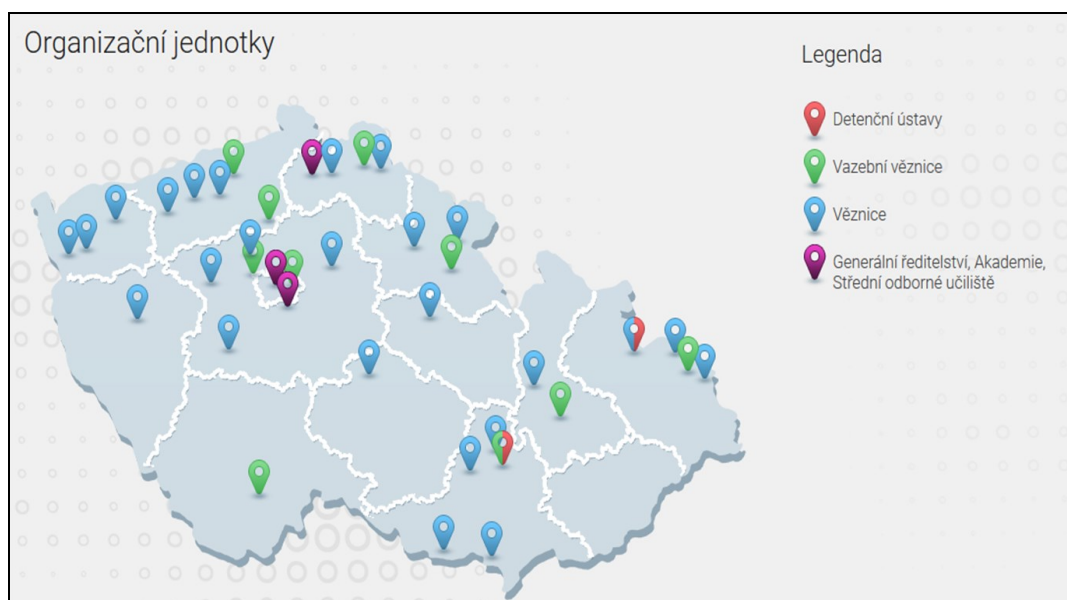 Organizační jednotky
Legenda
Detenční ústavy
Vazební věznice
Věznice
Generální ředitelství, Akademie,
Střední odborné učiliště